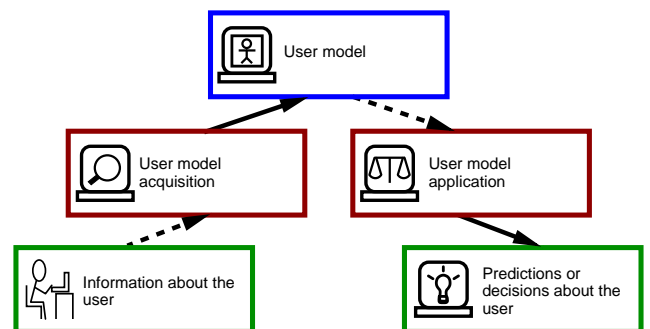 User model
User model
acquisition
User model
application
Information about the
user
Predictions or
decisions about the
user